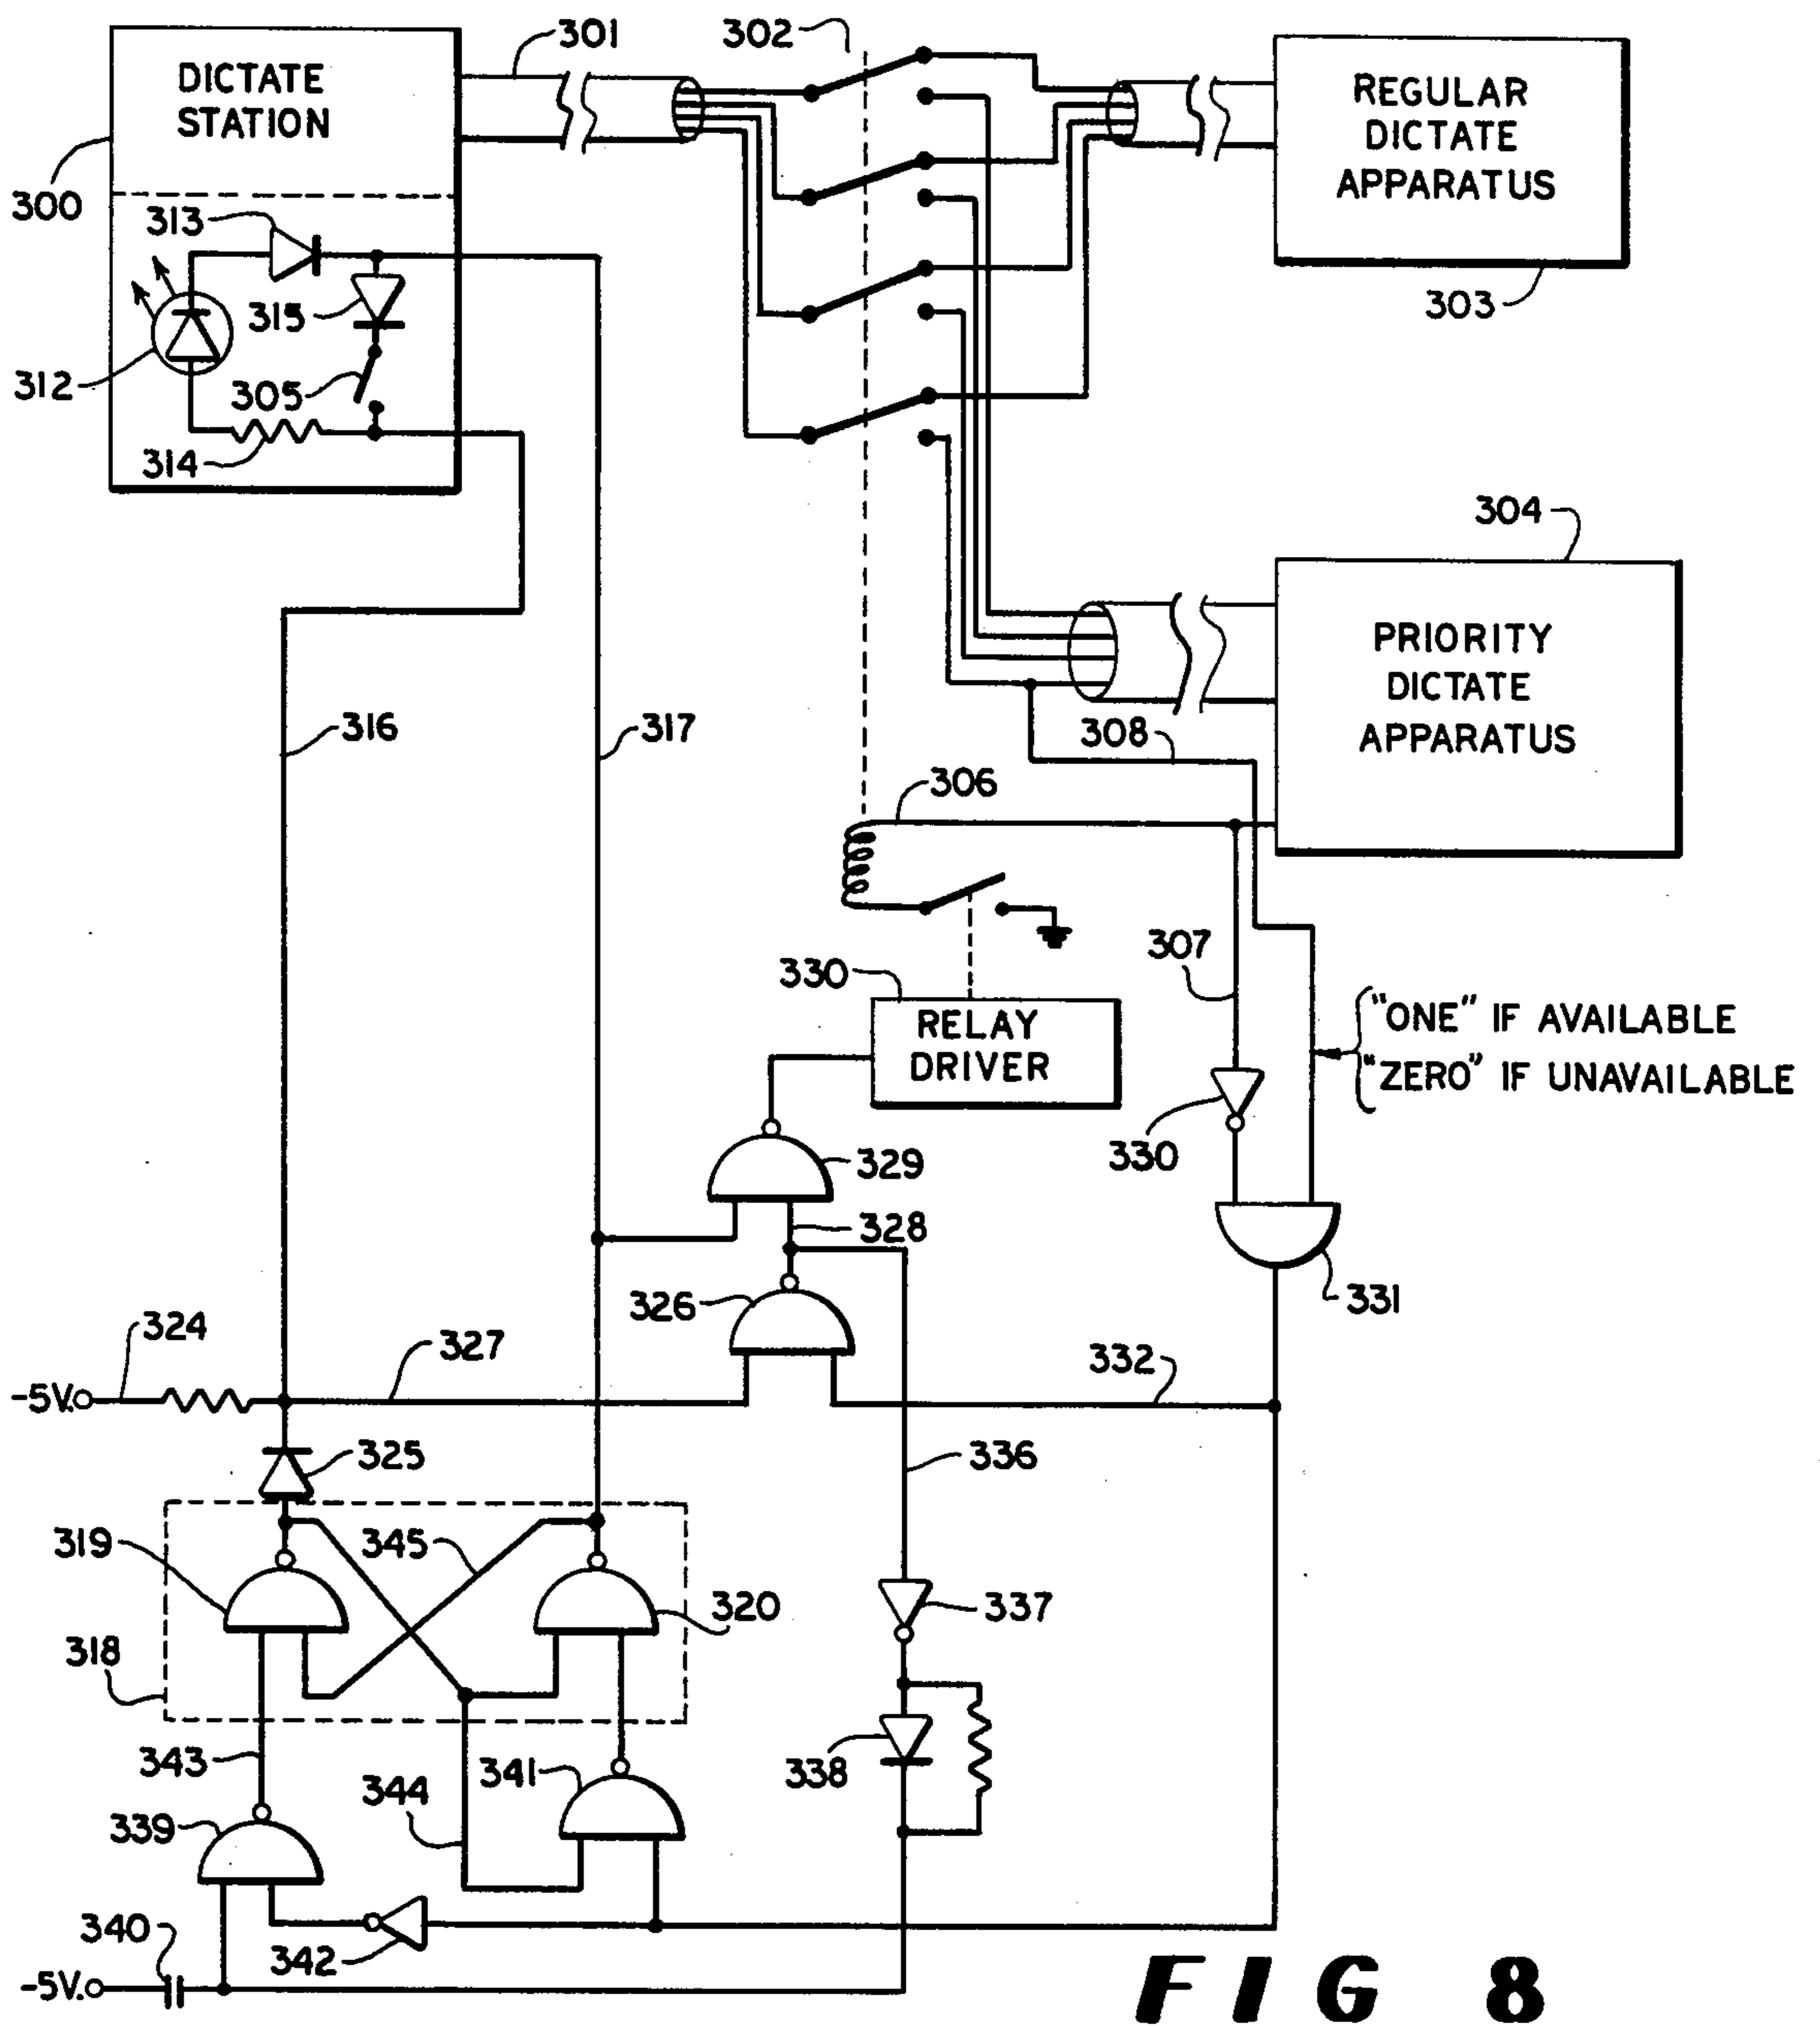 301
302
DICTATE
STATION
REGULAR
DICTATE
APPARATUS
300
313
315
303
312
305
314
304
PRIORITY
DICTATE
APPARATUS
316
317
308
306
307
330
RELAY
DRIVER
"ONE" IF AVAILABLE
"ZERO" IF UNAVAILABLE
330
329
328
326
331
324
327
332
-5V.
325
336
319
345
337
320
318
343
341
338
344
339
340
342
-5V.
FIG 8